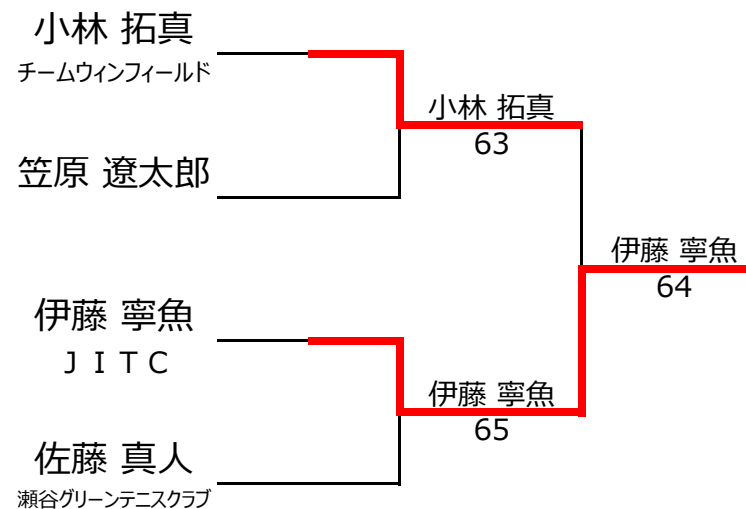 小林 拓真
チームウィンフィールド
小林 拓真
63
笠原 遼太郎
伊藤 寧魚
64
伊藤 寧魚
ＪＩＴＣ
伊藤 寧魚
65
佐藤 真人
瀬谷グリーンテニスクラブ